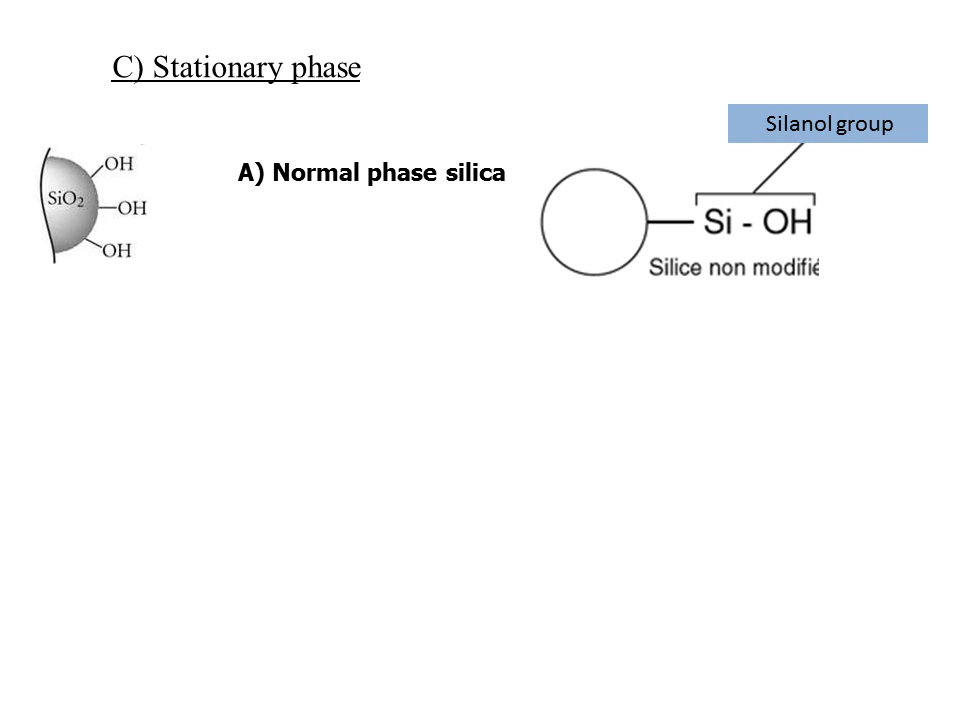 C) Stationary phase
Silanol group
OH
A) Normal phase silica
SiO₂
OH
Si - OH
OH
Silice non modifié